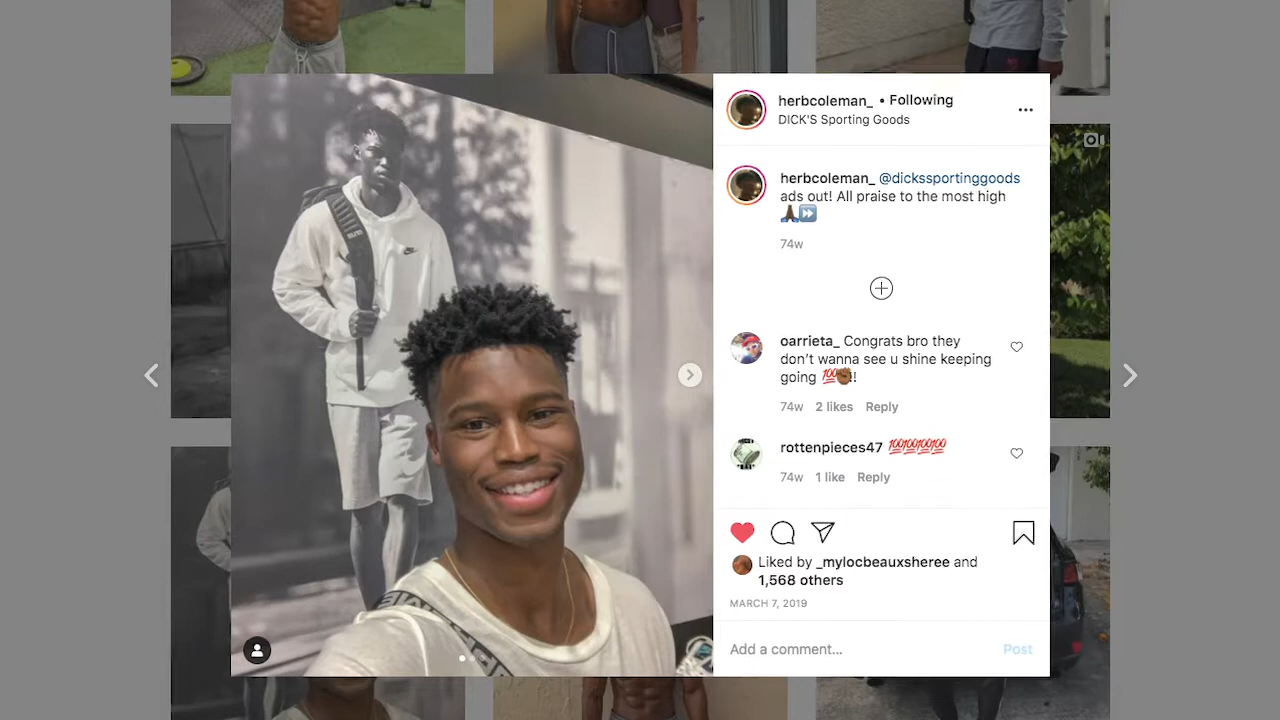 herbcoleman_ • Following
DICK'S Sporting Goods
herbcoleman_ @dickssportinggoods
ads out! All praise to the most high
🙏🏿⏩
74w
oarrieta_ Congrats bro they
don't wanna see u shine keeping
going 💯✊🏾!
74w 2 likes Reply
rottenpieces47 💯💯💯💯
74w 1 like Reply
Liked by _mylocbeauxsheree and
1,568 others
MARCH 7, 2019
Add a comment... Post